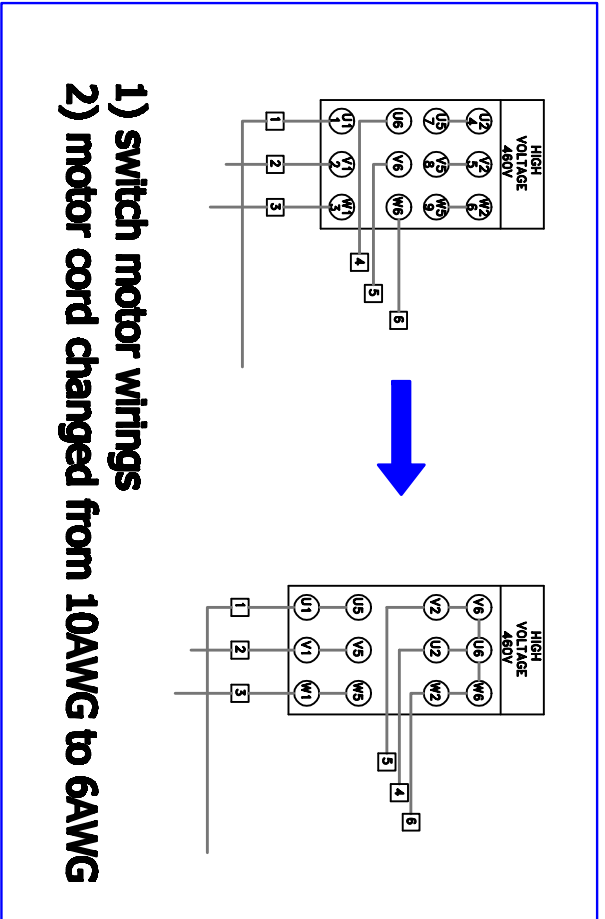 HIGH
VOLTAGE
460V
U2 V2 W2
4 5 6
U5 V5 W5
7 8 9
U6 V6 W6
6
5
4
U1 V1 W1
1 2 3
1 2 3
HIGH
VOLTAGE
460V
V6 U6 W6
V2 U2 W2
6
4
5
U5 V5 W5
U1 V1 W1
1 2 3
1) switch motor wirings
2) motor cord changed from 10AWG to 6AWG